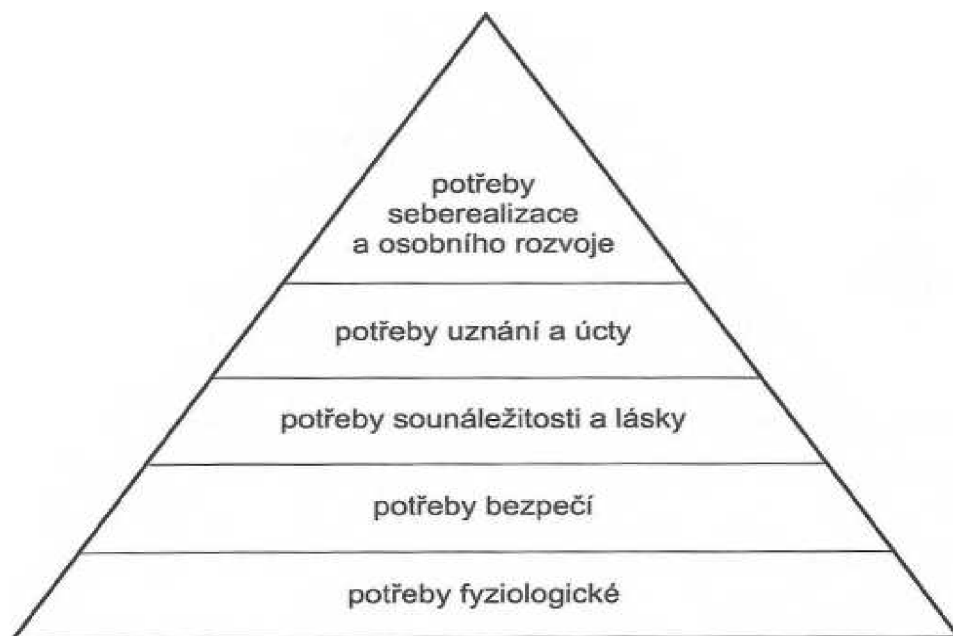 potřeby
seberealizace
a osobního rozvoje
potřeby uznání a úcty
potřeby sounáležitosti a lásky
potřeby bezpečí
potřeby fyziologické